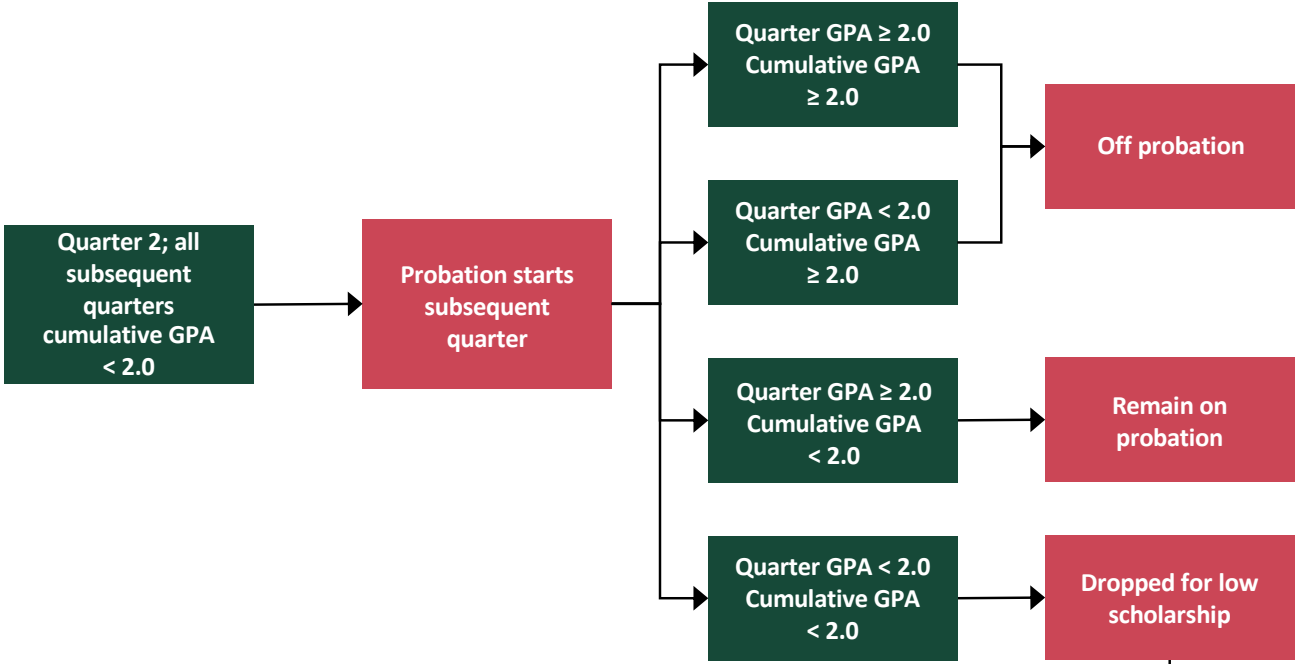 Quarter GPA ≥ 2.0
Cumulative GPA
≥ 2.0
Off probation
Quarter GPA < 2.0
Cumulative GPA
≥ 2.0
Quarter 2; all
subsequent
quarters
cumulative GPA
< 2.0
Probation starts
subsequent
quarter
Quarter GPA ≥ 2.0
Cumulative GPA
< 2.0
Remain on
probation
Quarter GPA < 2.0
Cumulative GPA
< 2.0
Dropped for low
scholarship